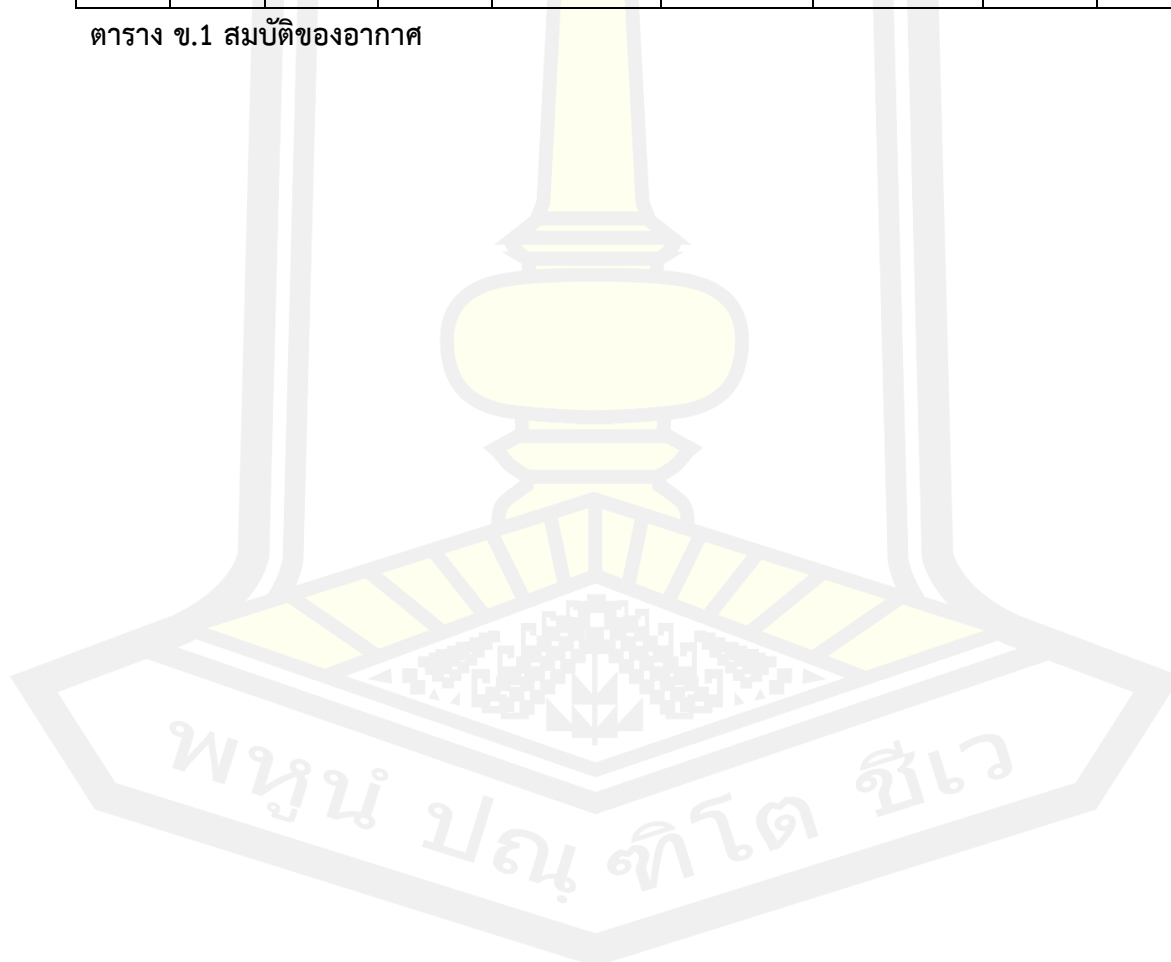 ตาราง ข.1 สมบัติของอากาศ
พหูนํ ปณฺ ฑิโต ชีเว